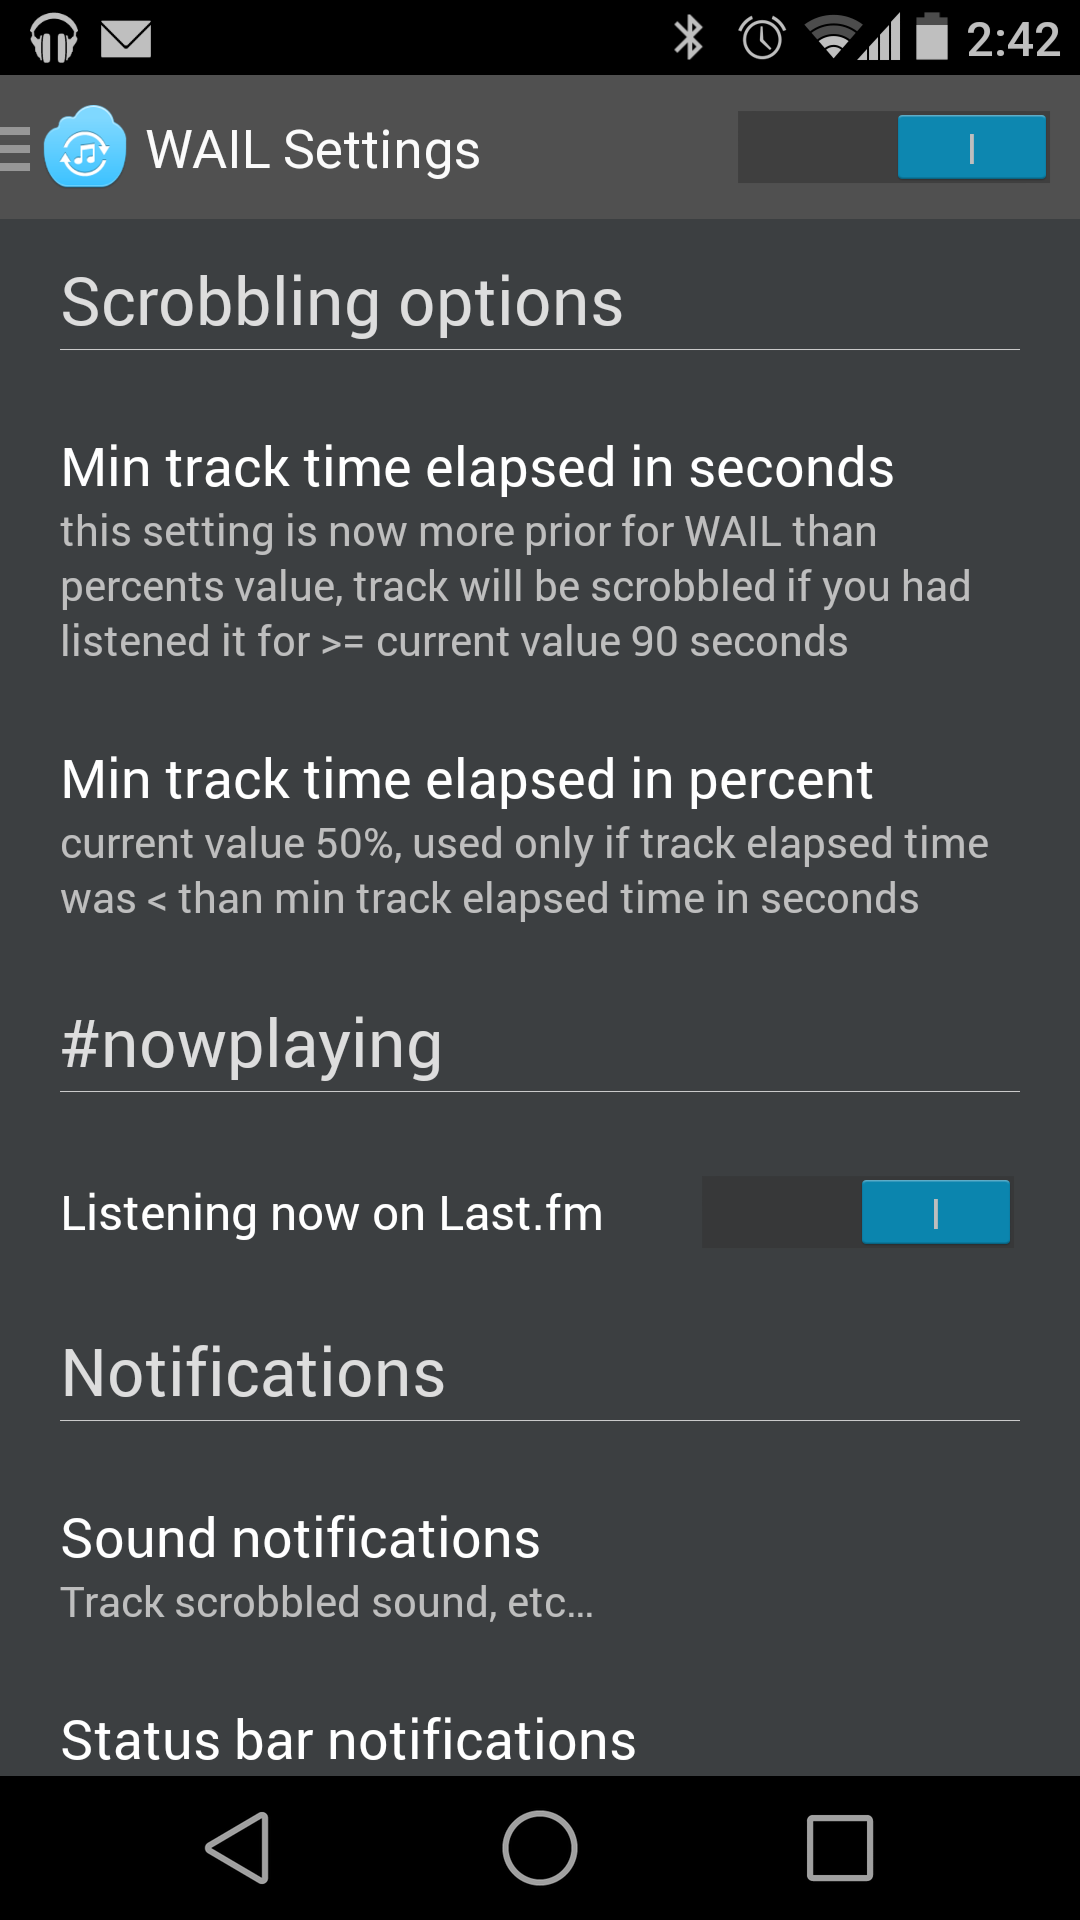 2:42
WAIL Settings
Scrobbling options
Min track time elapsed in seconds
this setting is now more prior for WAIL than
percents value, track will be scrobbled if you had
listened it for >= current value 90 seconds
Min track time elapsed in percent
current value 50%, used only if track elapsed time
was < than min track elapsed time in seconds
#nowplaying
Listening now on Last.fm
Notifications
Sound notifications
Track scrobbled sound, etc...
Status bar notifications